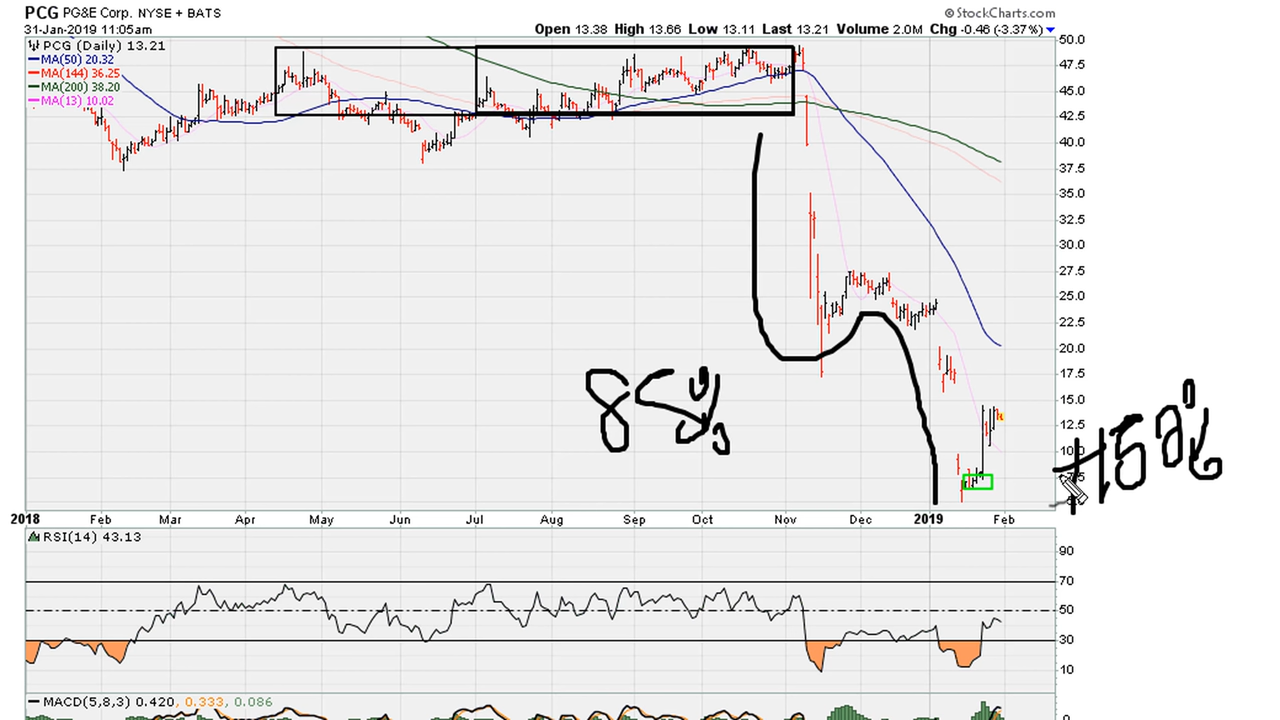 PCG PG&E Corp. NYSE + BATS
© StockCharts.com
31-Jan-2019 11:05am
Open 13.38 High 13.66 Low 13.11 Last 13.21 Volume 2.0M Chg -0.46 (-3.37%)
PCG (Daily) 13.21
MA(50) 20.32
MA(144) 36.25
MA(200) 38.20
MA(13) 10.02
50.0
47.5
45.0
42.5
40.0
37.5
35.0
32.5
30.0
27.5
25.0
22.5
20.0
17.5
15.0
12.5
85%
2018 Feb Mar Apr May Jun Jul Aug Sep Oct Nov Dec 2019 Feb
RSI(14) 43.13
90
70
50
30
10
MACD(5,8,3) 0.420, 0.333, 0.086